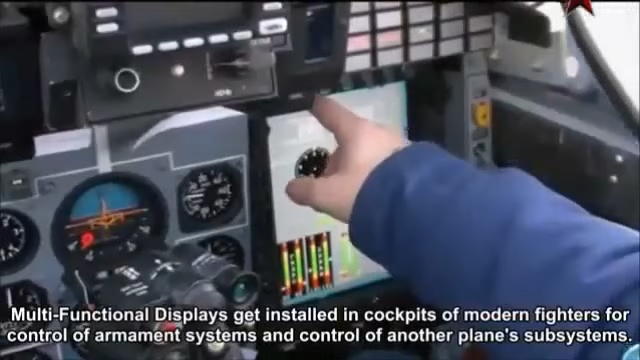 Multi-Functional Displays get installed in cockpits of modern fighters for
control of armament systems and control of another plane's subsystems.